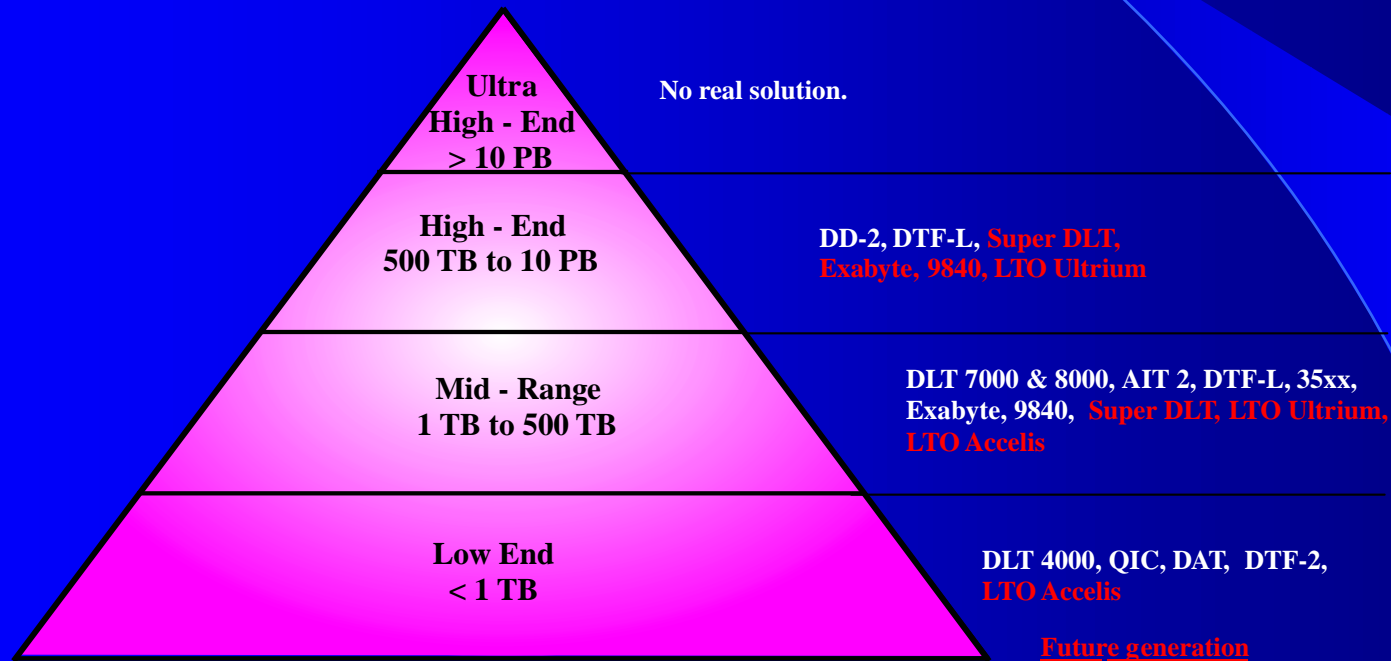 Ultra
High - End
> 10 PB
No real solution.
High - End
500 TB to 10 PB
DD-2, DTF-L, Super DLT,
Exabyte, 9840, LTO Ultrium
Mid - Range
1 TB to 500 TB
DLT 7000 & 8000, AIT 2, DTF-L, 35xx,
Exabyte, 9840, Super DLT, LTO Ultrium,
LTO Accelis
Low End
< 1 TB
DLT 4000, QIC, DAT, DTF-2,
LTO Accelis
Future generation